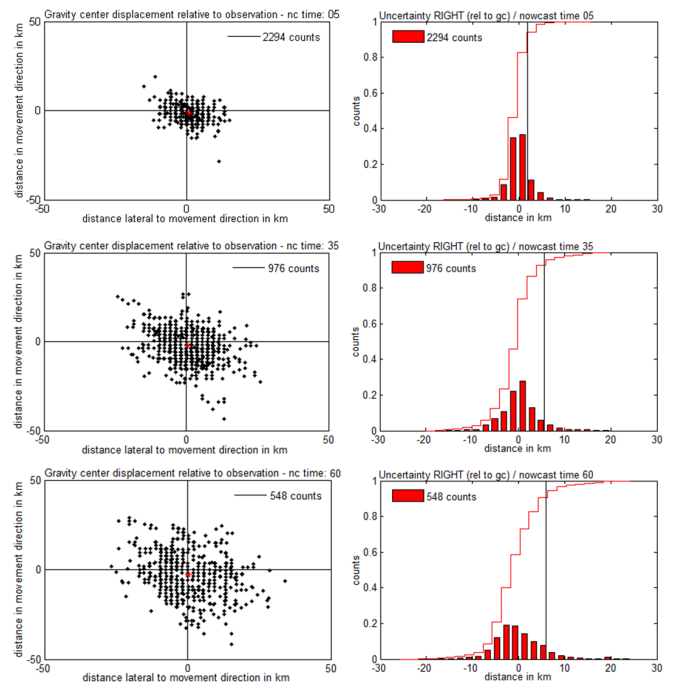 Gravity center displacement relative to observation - nc time: 05
50
0
-50
-50
0
50
2294 counts
distance in movement direction in km
distance lateral to movement direction in km
Uncertainty RIGHT (rel to gc) / nowcast time 05
1
0.8
0.6
0.4
0.2
0
-30
-20
-10
0
10
20
30
2294 counts
counts
distance in km
Gravity center displacement relative to observation - nc time: 35
50
0
-50
-50
0
50
976 counts
distance in movement direction in km
distance lateral to movement direction in km
Uncertainty RIGHT (rel to gc) / nowcast time 35
1
0.8
0.6
0.4
0.2
0
-30
-20
-10
0
10
20
30
976 counts
counts
distance in km
Gravity center displacement relative to observation - nc time: 60
50
0
-50
-50
0
50
548 counts
distance in movement direction in km
distance lateral to movement direction in km
Uncertainty RIGHT (rel to gc) / nowcast time 60
1
0.8
0.6
0.4
0.2
0
-30
-20
-10
0
10
20
30
548 counts
counts
distance in km